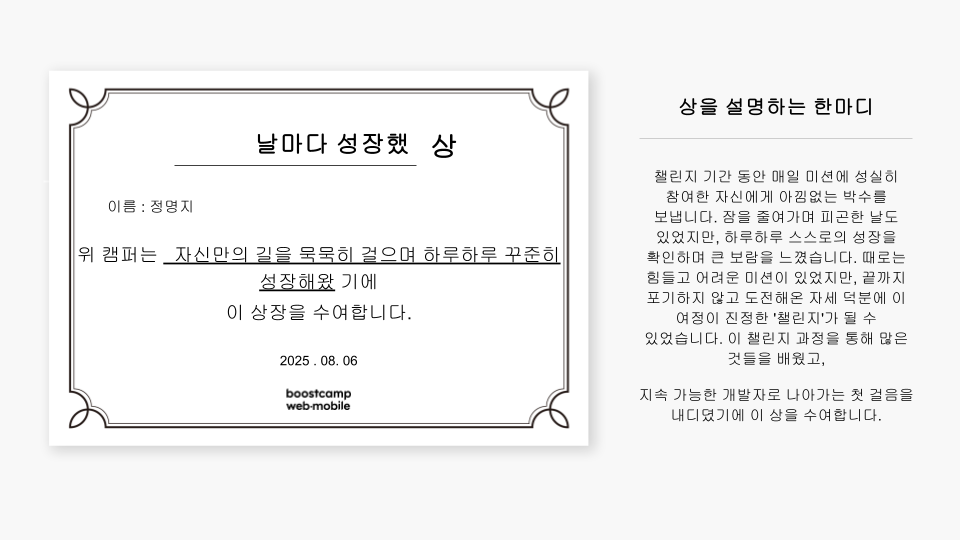 날마다 성장했 상
이름 : 정명지
위 캠퍼는 자신만의 길을 묵묵히 걸으며 하루하루 꾸준히
성장해왔 기에
이 상장을 수여합니다.
2025 . 08. 06
boostcamp
web·mobile
상을 설명하는 한마디
챌린지 기간 동안 매일 미션에 성실히
참여한 자신에게 아낌없는 박수를
보냅니다. 잠을 줄여가며 피곤한 날도
있었지만, 하루하루 스스로의 성장을
확인하며 큰 보람을 느꼈습니다. 때로는
힘들고 어려운 미션이 있었지만, 끝까지
포기하지 않고 도전해온 자세 덕분에 이
여정이 진정한 '챌린지'가 될 수
있었습니다. 이 챌린지 과정을 통해 많은
것들을 배웠고,
지속 가능한 개발자로 나아가는 첫 걸음을
내디뎠기에 이 상을 수여합니다.